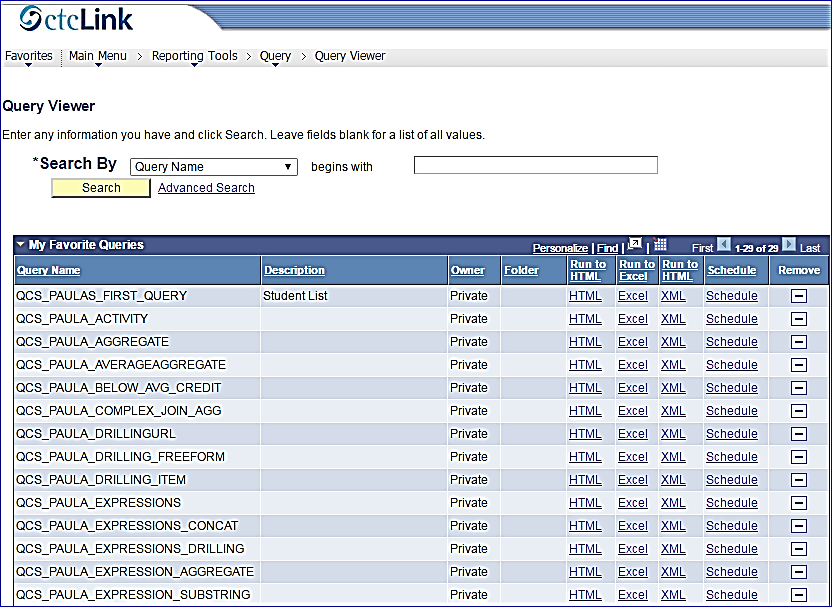 ctcLink
Favorites Main Menu > Reporting Tools > Query > Query Viewer
Query Viewer
Enter any information you have and click Search. Leave fields blank for a list of all values.
*Search By Query Name begins with
Search Advanced Search
My Favorite Queries Personalize | Find | | First 1-29 of 29 Last
Query Name Description Owner Folder Run to HTML Run to Excel Run to HTML Schedule Remove
QCS_PAULAS_FIRST_QUERY Student List Private HTML Excel XML Schedule
QCS_PAULA_ACTIVITY Private HTML Excel XML Schedule
QCS_PAULA_AGGREGATE Private HTML Excel XML Schedule
QCS_PAULA_AVERAGEAGGREGATE Private HTML Excel XML Schedule
QCS_PAULA_BELOW_AVG_CREDIT Private HTML Excel XML Schedule
QCS_PAULA_COMPLEX_JOIN_AGG Private HTML Excel XML Schedule
QCS_PAULA_DRILLINGURL Private HTML Excel XML Schedule
QCS_PAULA_DRILLING_FREEFORM Private HTML Excel XML Schedule
QCS_PAULA_DRILLING_ITEM Private HTML Excel XML Schedule
QCS_PAULA_EXPRESSIONS Private HTML Excel XML Schedule
QCS_PAULA_EXPRESSIONS_CONCAT Private HTML Excel XML Schedule
QCS_PAULA_EXPRESSIONS_DRILLING Private HTML Excel XML Schedule
QCS_PAULA_EXPRESSION_AGGREGATE Private HTML Excel XML Schedule
QCS_PAULA_EXPRESSION_SUBSTRING Private HTML Excel XML Schedule